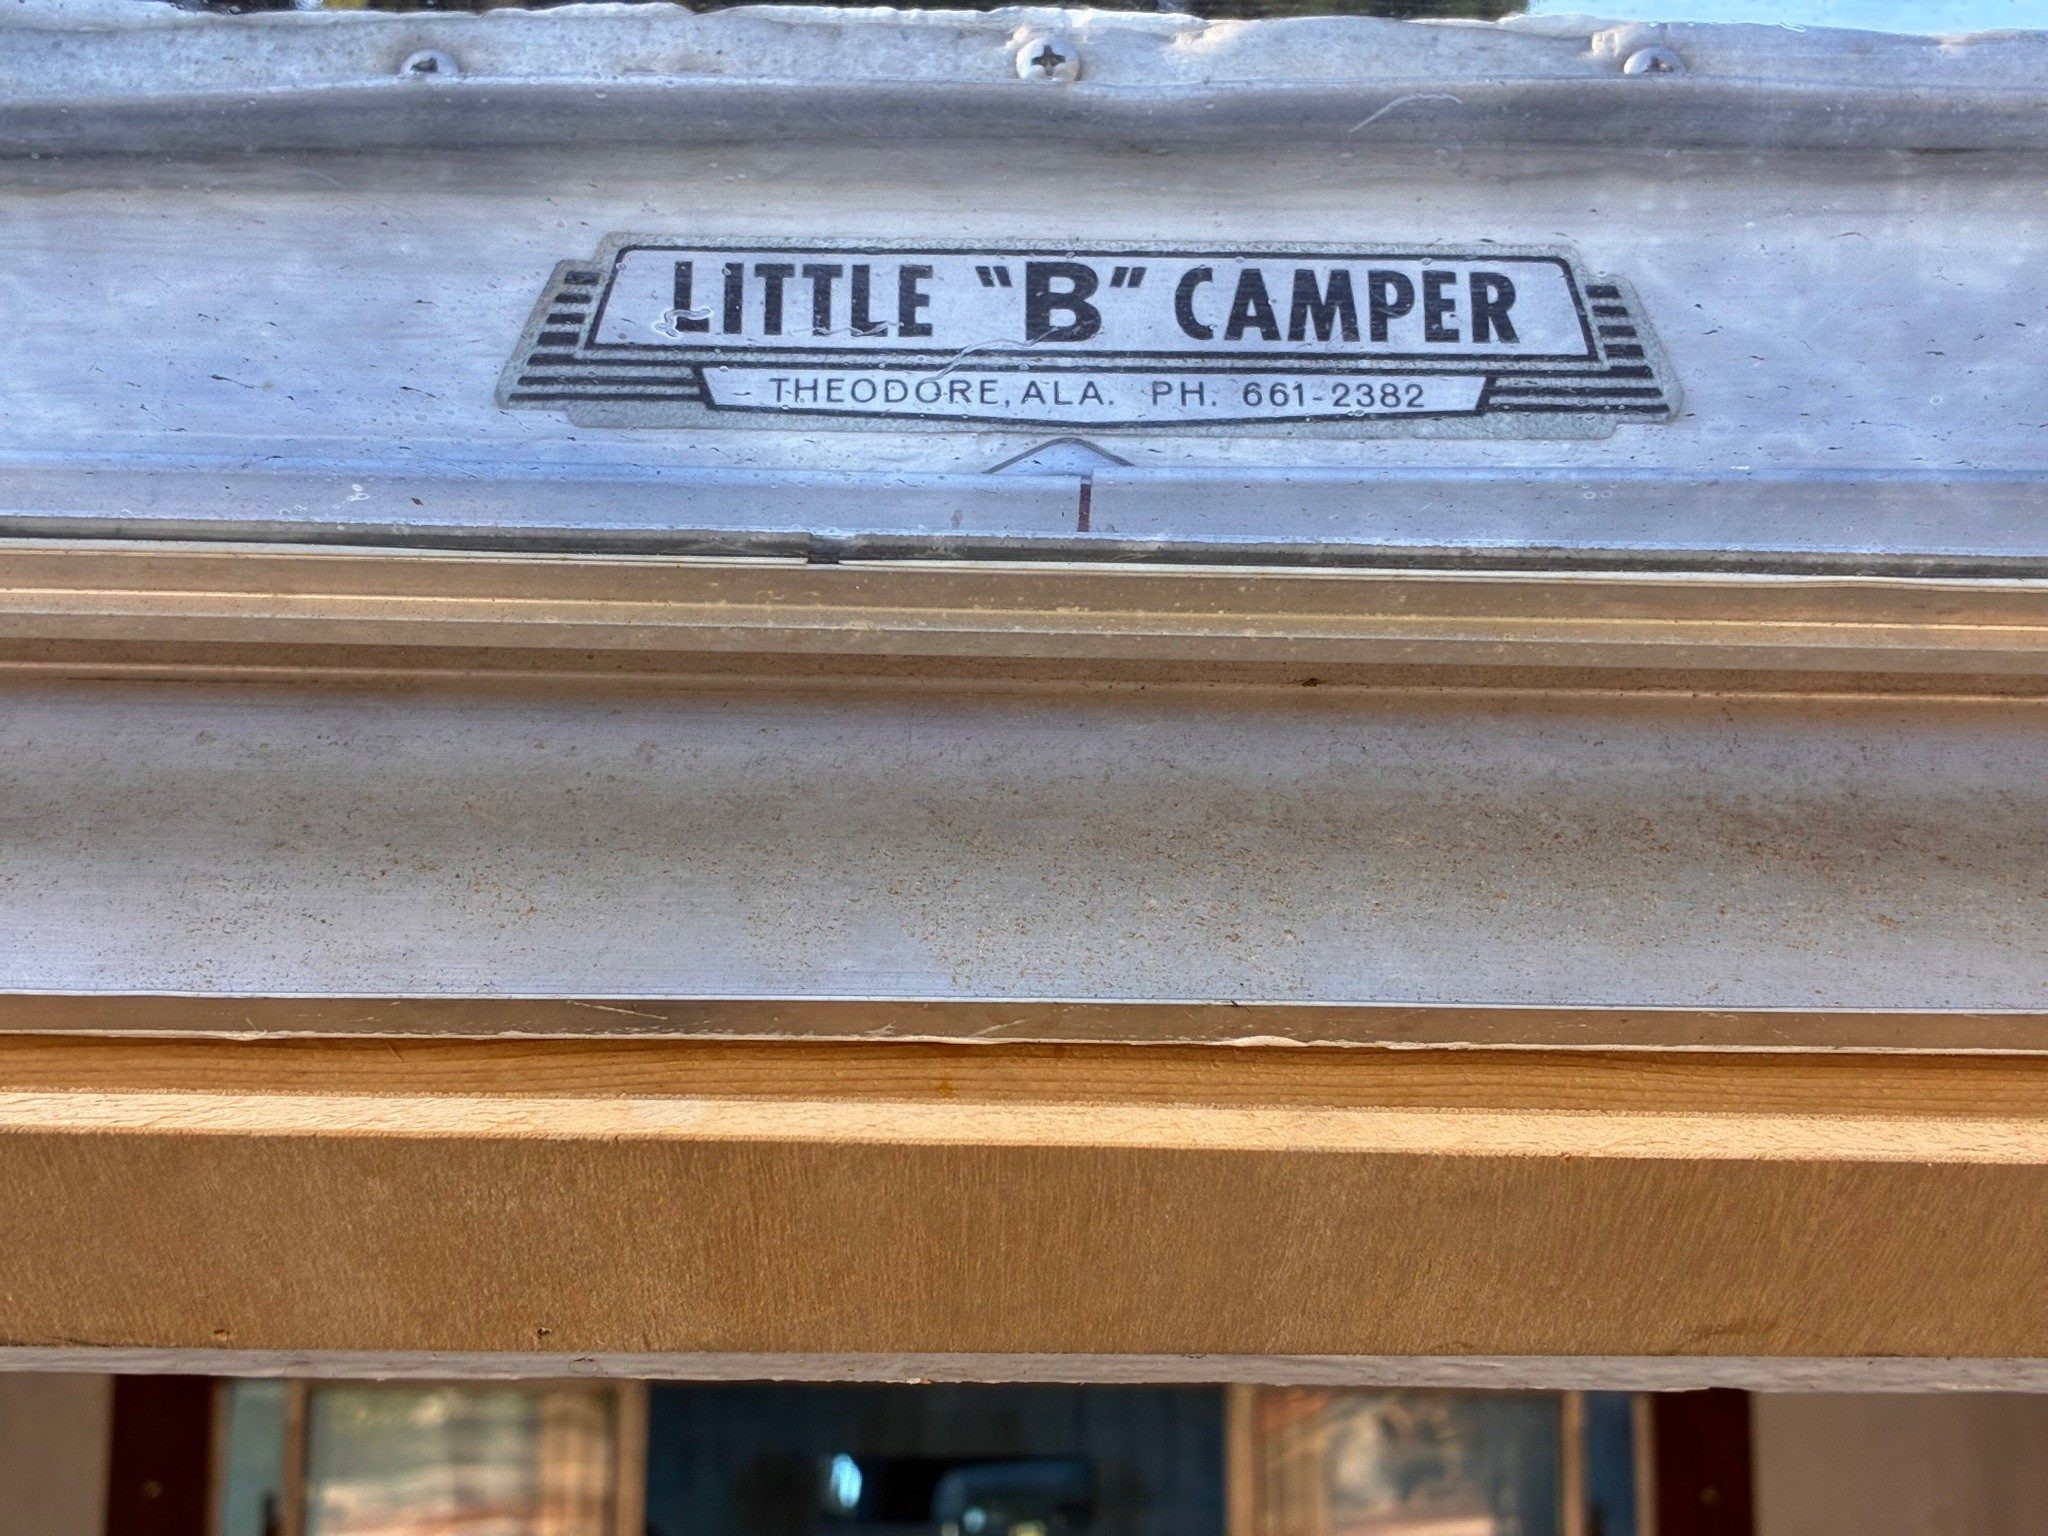 LITTLE "B" CAMPER
THEODORE, ALA. PH. 661-2382